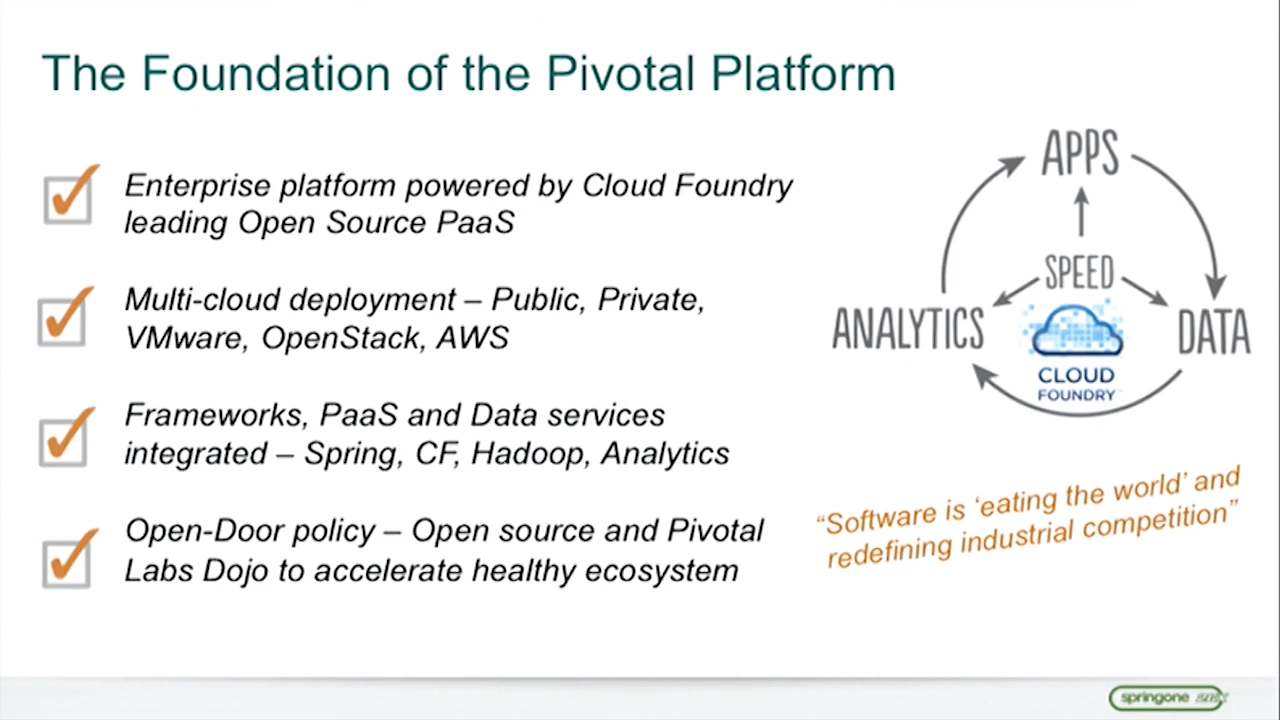 The Foundation of the Pivotal Platform
Enterprise platform powered by Cloud Foundry
leading Open Source PaaS
Multi-cloud deployment – Public, Private,
VMware, OpenStack, AWS
Frameworks, PaaS and Data services
integrated – Spring, CF, Hadoop, Analytics
Open-Door policy – Open source and Pivotal
Labs Dojo to accelerate healthy ecosystem
APPS
SPEED
ANALYTICS
DATA
CLOUD
FOUNDRY
“Software is ‘eating the world’ and
redefining industrial competition”
springone